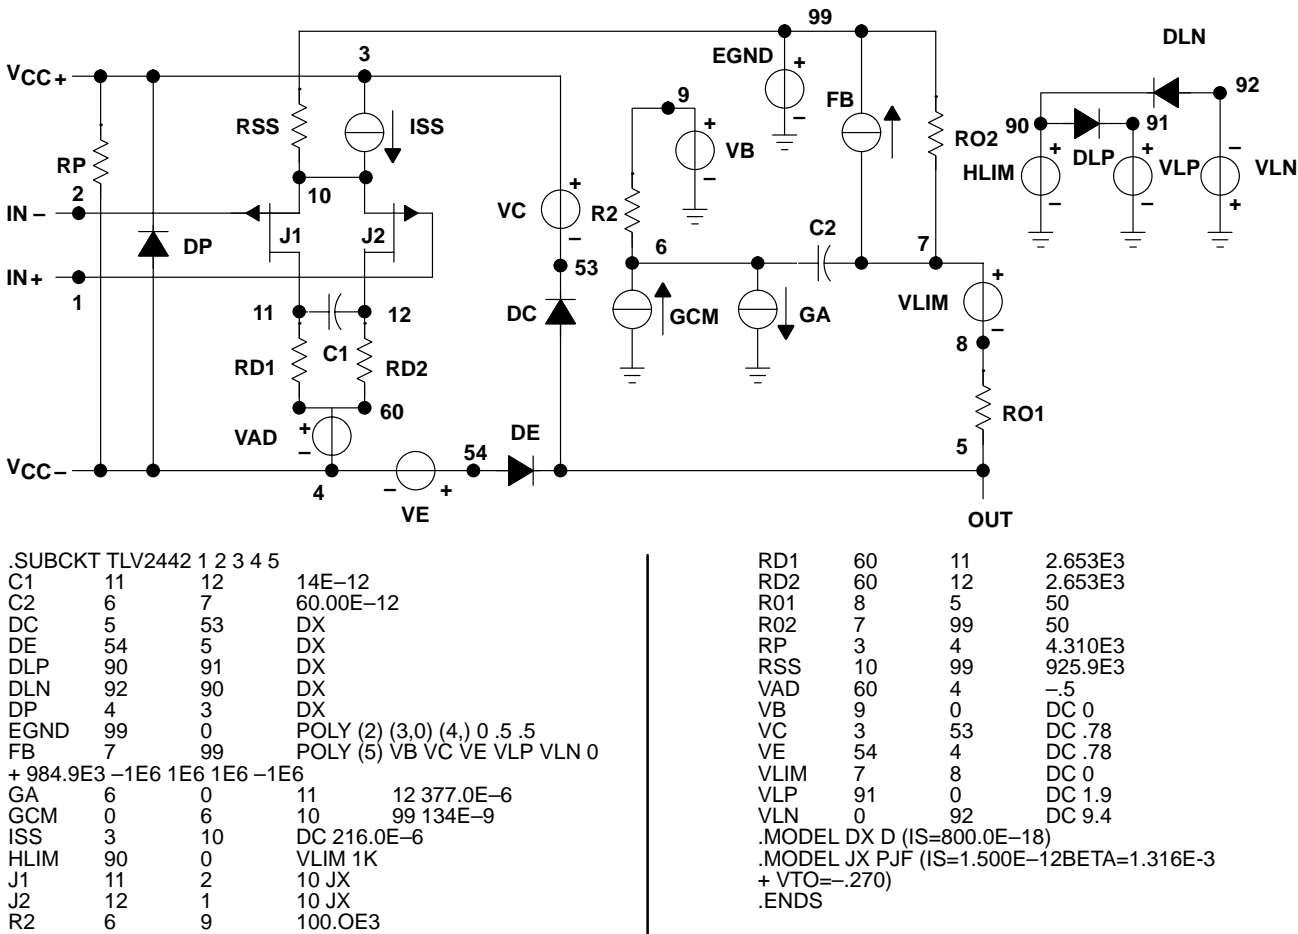 99
DLN
3
EGND
+
VCC+
92
9
FB
RSS
ISS
+
90
91
VB
RO2
RP
–
–
+
+
–
10
HLIM
DLP
VLP
VLN
2
+
IN –
VC
R2
–
–
+
C2
J1
J2
–
6
7
DP
53
IN +
+
1
VLIM
11
12
DC
GCM
GA
–
8
C1
RD1
RD2
60
RO1
+
VAD
DE
–
54
5
VCC–
4
–
+
VE
OUT
.SUBCKT TLV2442 1 2 3 4 5
C1 11 12 14E–12
C2 6 7 60.00E–12
DC 5 53 DX
DE 54 5 DX
DLP 90 91 DX
DLN 92 90 DX
DP 4 3 DX
EGND 99 0 POLY (2) (3,0) (4,) 0 .5 .5
FB 7 99 POLY (5) VB VC VE VLP VLN 0
+ 984.9E3 –1E6 1E6 1E6 –1E6
GA 6 0 11 12 377.0E–6
GCM 0 6 10 99 134E–9
ISS 3 10 DC 216.0E–6
HLIM 90 0 VLIM 1K
J1 11 2 10 JX
J2 12 1 10 JX
R2 6 9 100.OE3
RD1 60 11 2.653E3
RD2 60 12 2.653E3
R01 8 5 50
R02 7 99 50
RP 3 4 4.310E3
RSS 10 99 925.9E3
VAD 60 4 –.5
VB 9 0 DC 0
VC 3 53 DC .78
VE 54 4 DC .78
VLIM 7 8 DC 0
VLP 91 0 DC 1.9
VLN 0 92 DC 9.4
.MODEL DX D (IS=800.0E–18)
.MODEL JX PJF (IS=1.500E–12BETA=1.316E-3
+ VTO=–.270)
.ENDS